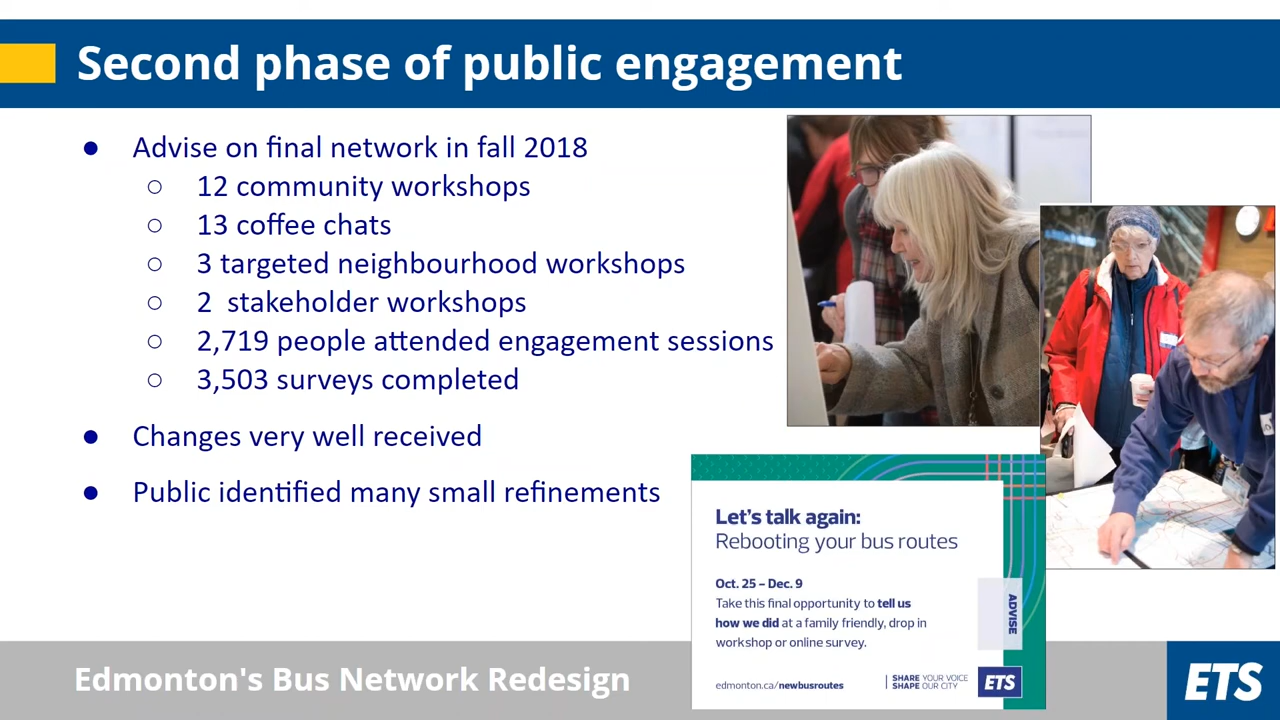 Second phase of public engagement
● Advise on final network in fall 2018
○ 12 community workshops
○ 13 coffee chats
○ 3 targeted neighbourhood workshops
○ 2 stakeholder workshops
○ 2,719 people attended engagement sessions
○ 3,503 surveys completed
● Changes very well received
● Public identified many small refinements
Let's talk again:
Rebooting your bus routes
Oct. 25 – Dec. 9
Take this final opportunity to tell us
how we did at a family friendly, drop in
workshop or online survey.
ADVISE
edmonton.ca/newbusroutes
SHARE YOUR VOICE
SHAPE OUR CITY
ETS
Edmonton's Bus Network Redesign
ETS